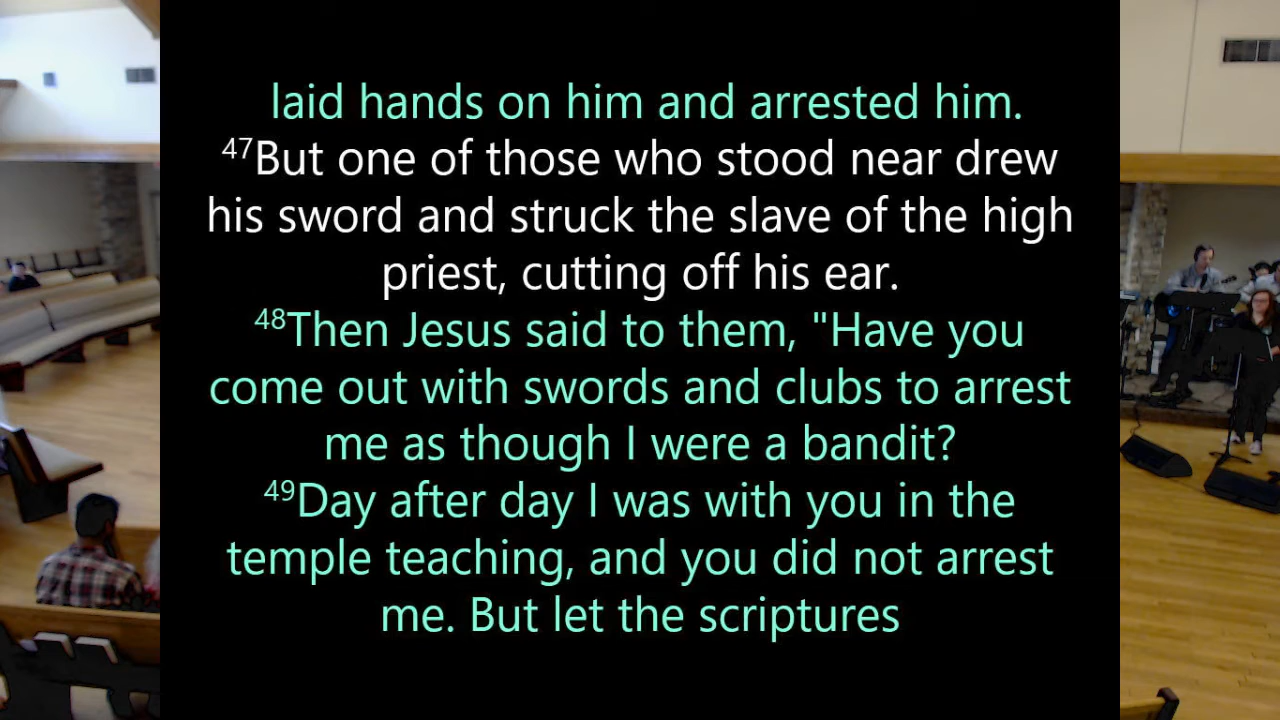 laid hands on him and arrested him.
47But one of those who stood near drew
his sword and struck the slave of the high
priest, cutting off his ear.
48Then Jesus said to them, "Have you
come out with swords and clubs to arrest
me as though I were a bandit?
49Day after day I was with you in the
temple teaching, and you did not arrest
me. But let the scriptures